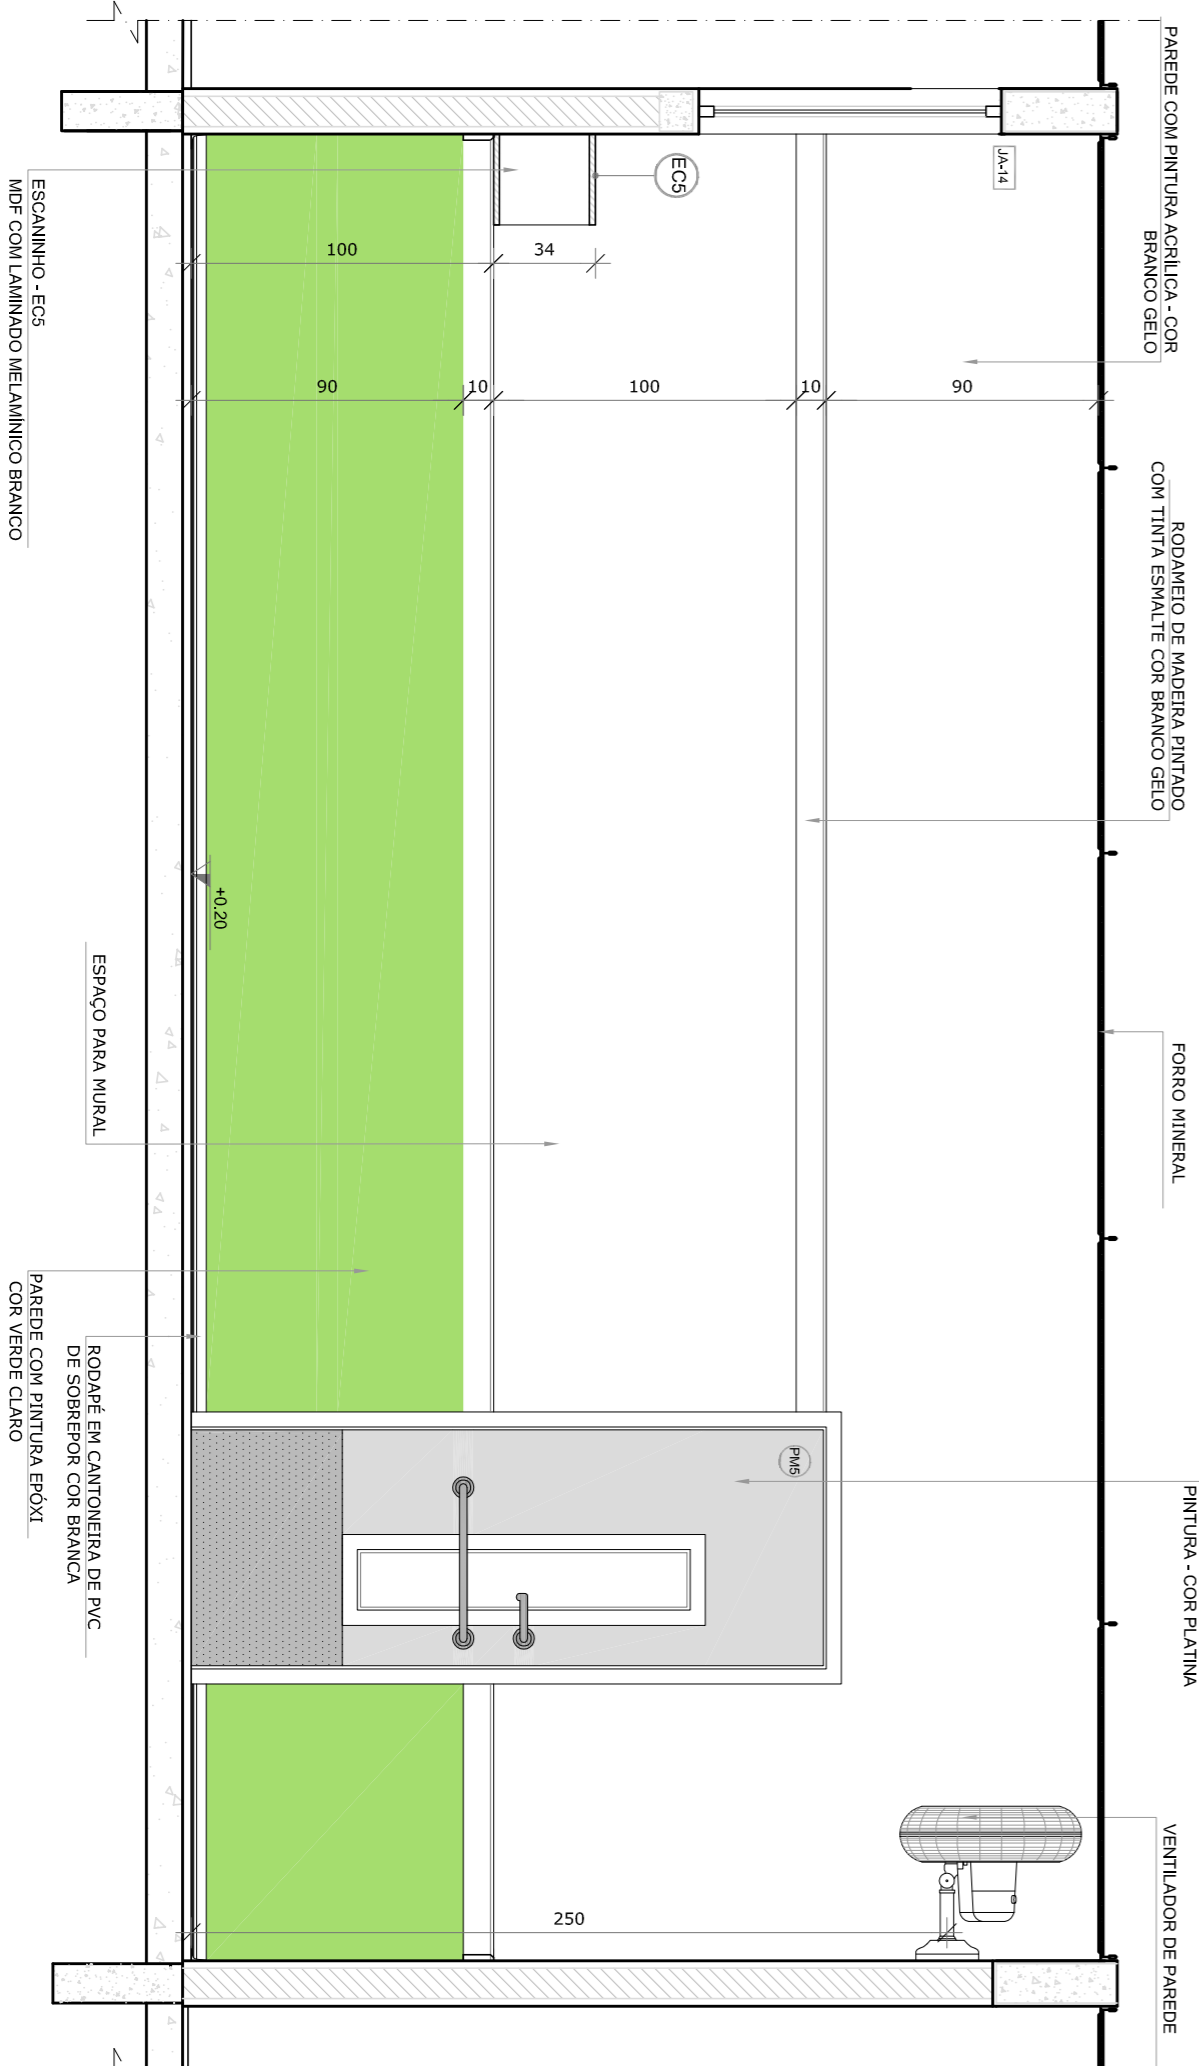 PAREDE COM PINTURA ACRÍLICA - COR
BRANCO GELO
RODAMEIO DE MADEIRA PINTADO
COM TINTA ESMALTE COR BRANCO GELO
FORRO MINERAL
PINTURA - COR PLATINA
VENTILADOR DE PAREDE
JA-14
EC5
PM5
100
34
90
10
100
10
90
250
+0.20
ESCANINHO - EC5
MDF COM LAMINADO MELAMÍNICO BRANCO
ESPAÇO PARA MURAL
RODAPÉ EM CANTONEIRA DE PVC
DE SOBREPOR COR BRANCA
PAREDE COM PINTURA EPÓXI
COR VERDE CLARO